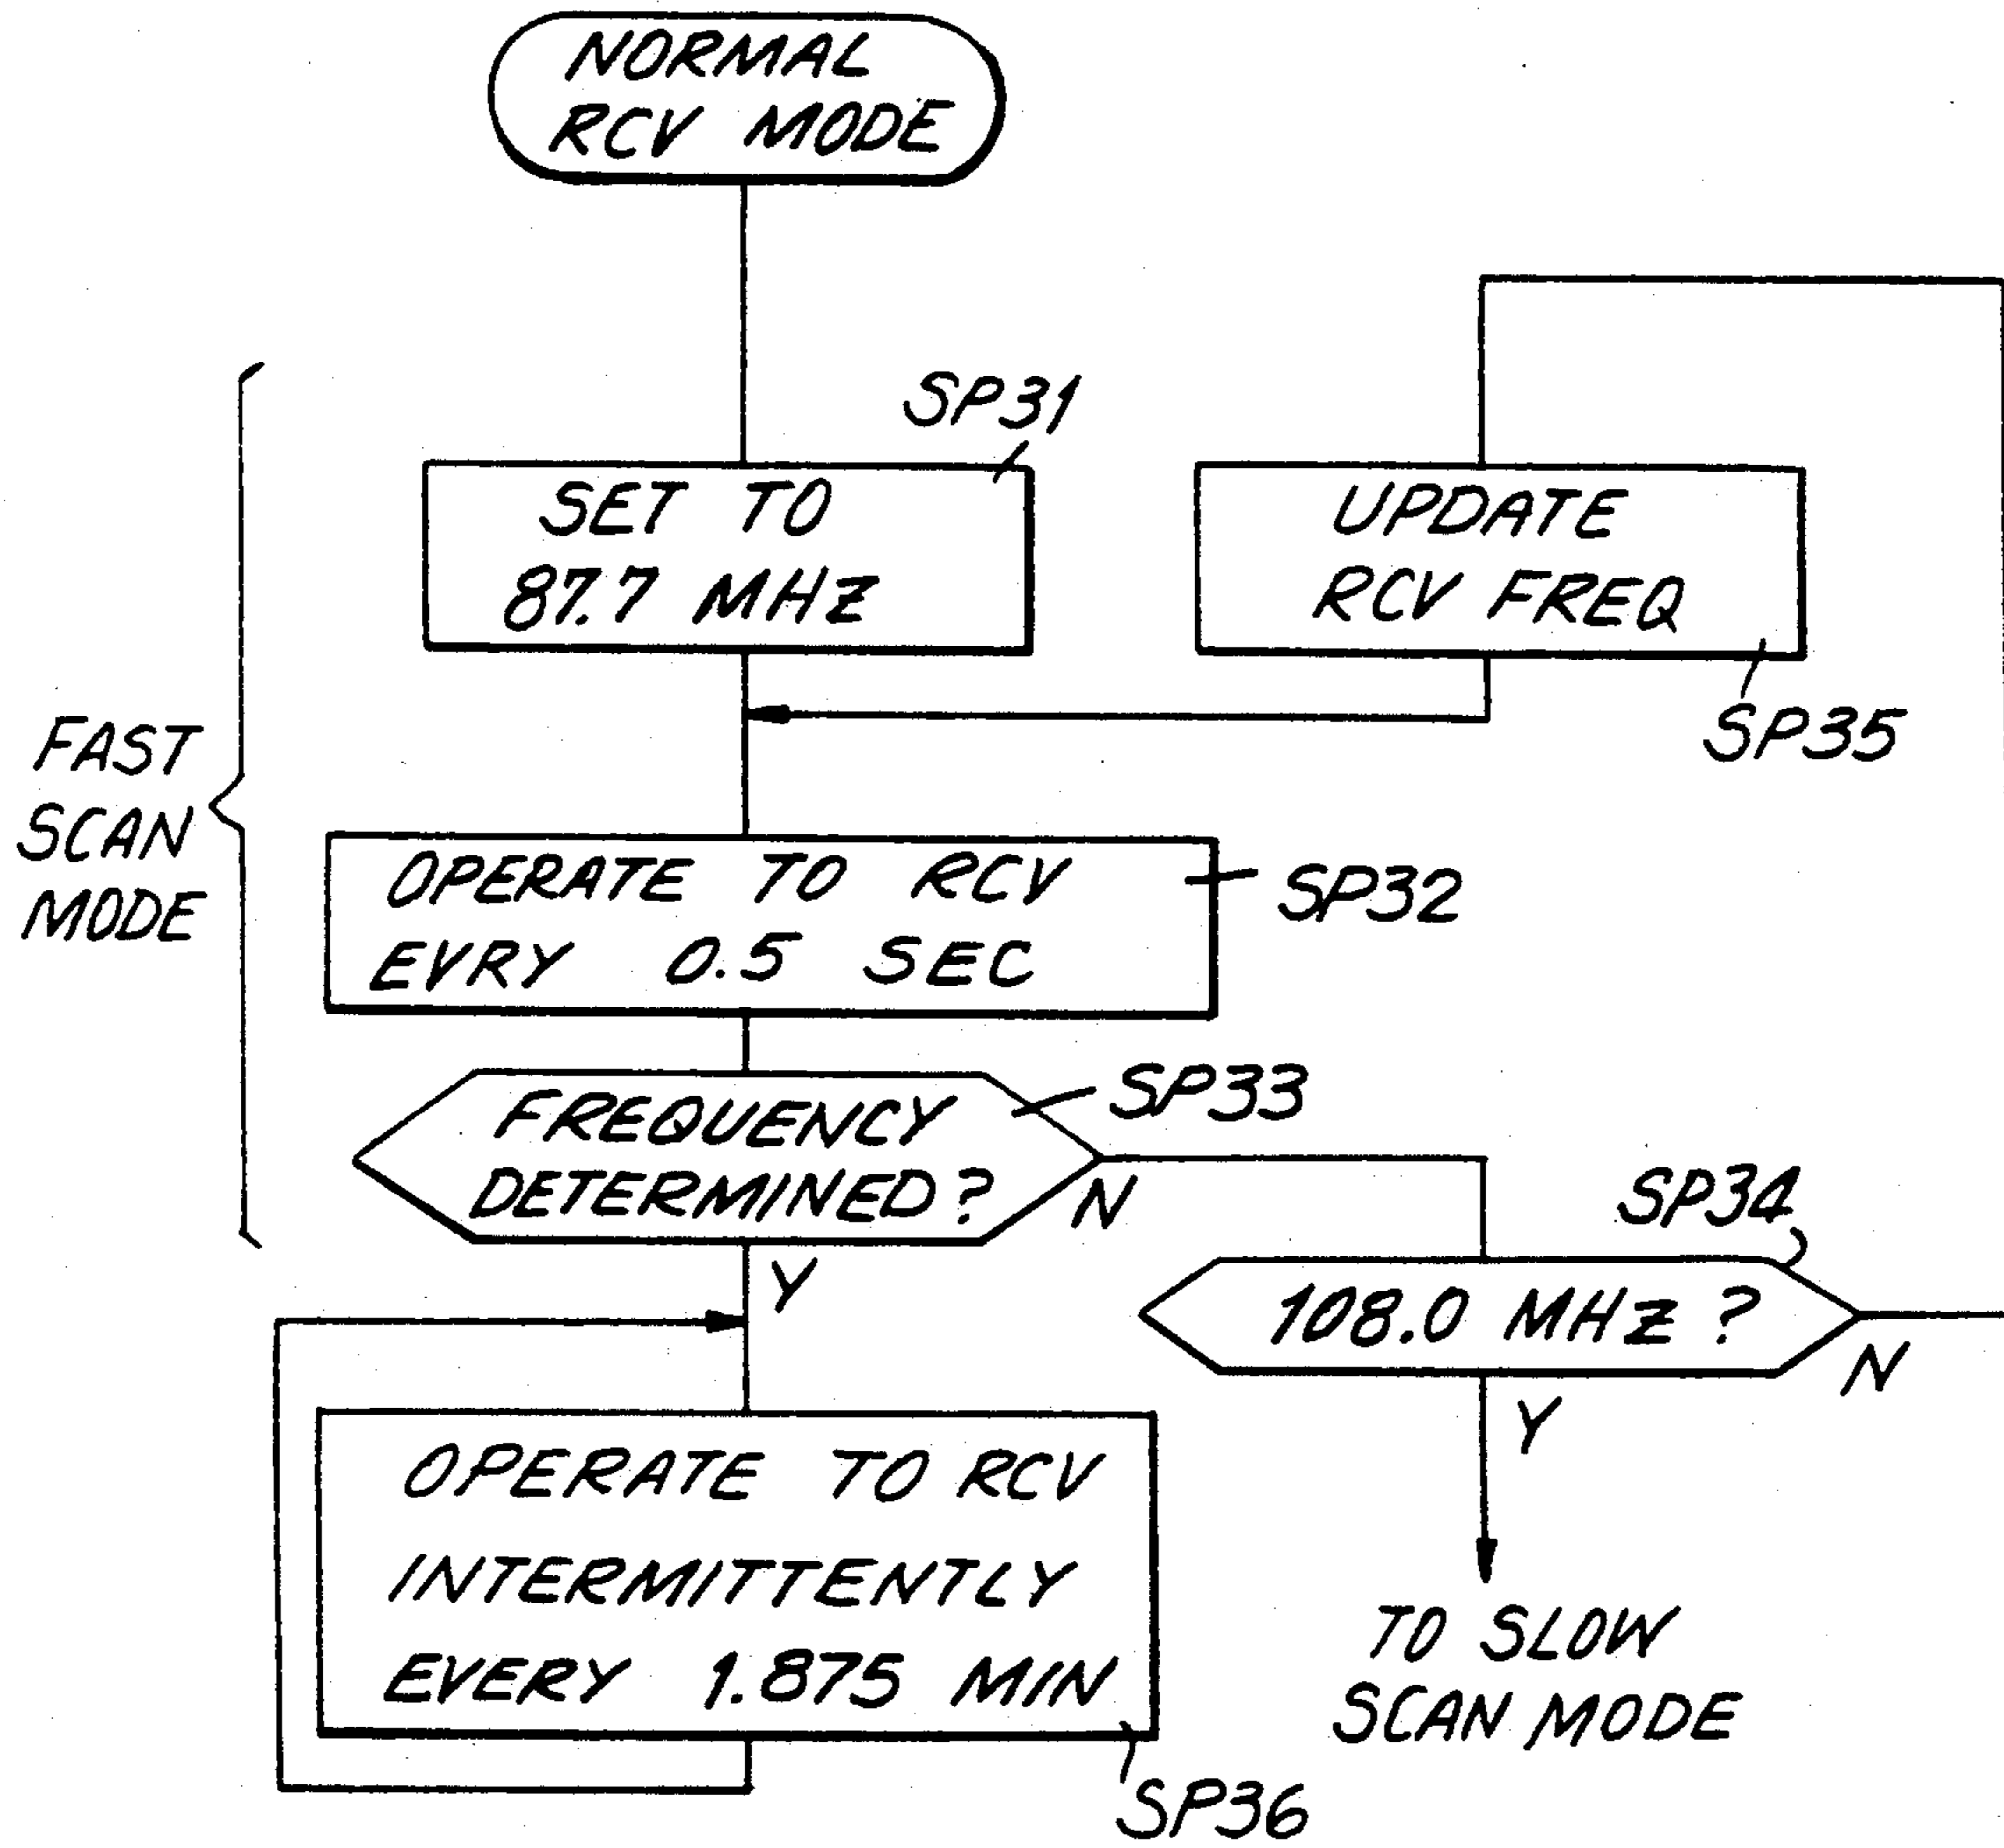 NORMAL
RCV MODE
SP31
SET TO
87.7 MHZ
UPDATE
RCV FREQ
SP35
FAST
SCAN
MODE
OPERATE TO RCV
EVRY 0.5 SEC
SP32
FREQUENCY
DETERMINED?
SP33
N
Y
SP34
108.0 MHZ?
N
Y
OPERATE TO RCV
INTERMITTENTLY
EVERY 1.875 MIN
SP36
TO SLOW
SCAN MODE